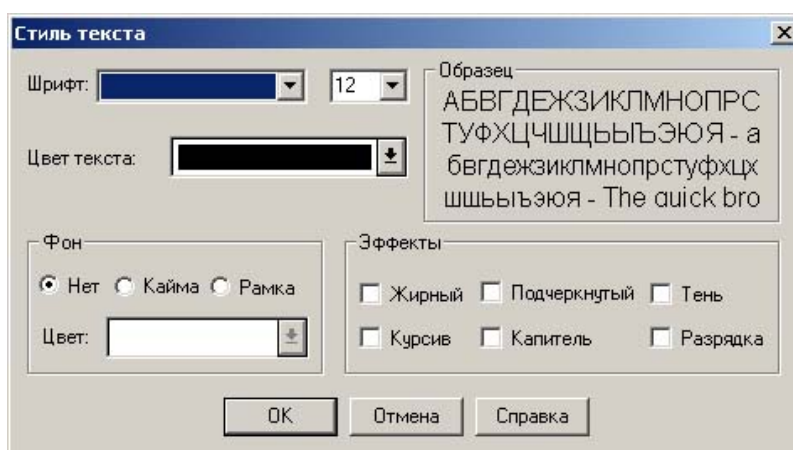 Стиль текста
Шрифт: 12
Цвет текста:
Образец
АБВГДЕЖЗИКЛМНОПРС
ТУФХЦЧШЩЬЫЪЭЮЯ - а
бвгдежзиклмнопрстуфхцх
шщьыъэюя - The quick bro
Фон
Нет Кайма Рамка
Цвет:
Эффекты
Жирный Подчеркнутый Тень
Курсив Капитель Разрядка
OK Отмена Справка